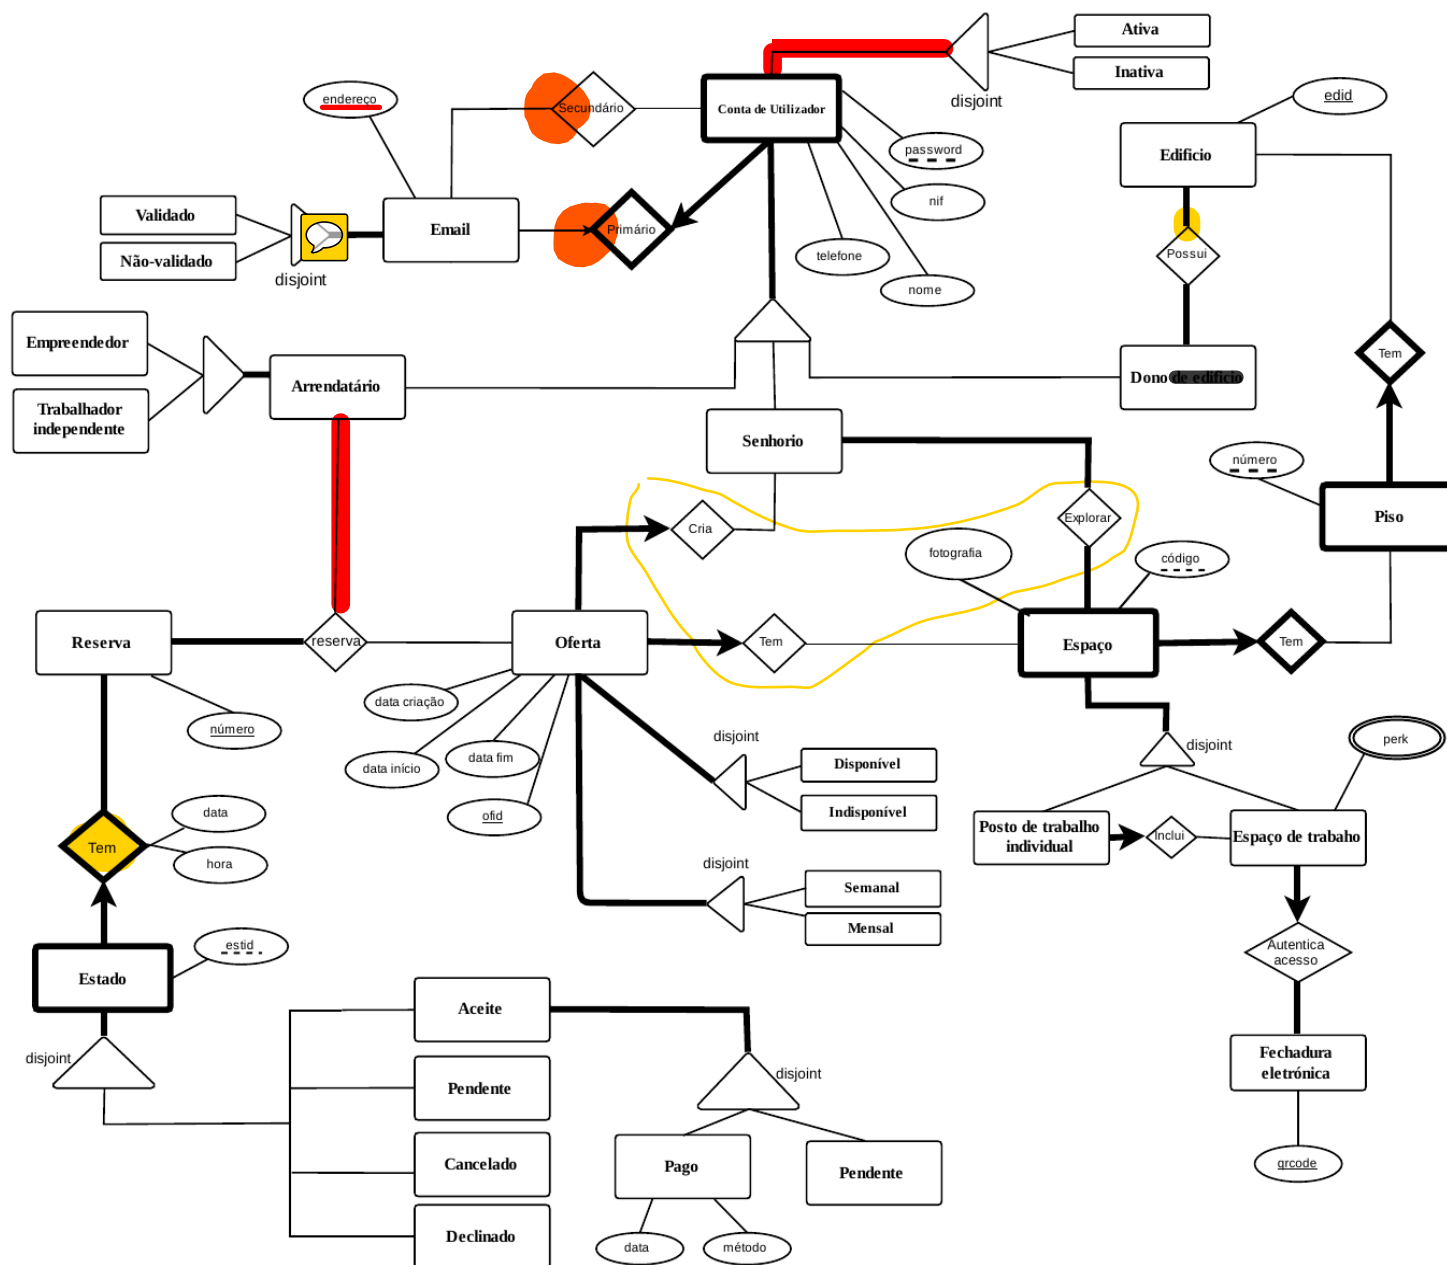 Ativa
Inativa
disjoint
endereço
Secundário
Conta de Utilizador
password
nif
telefone
nome
edid
Edificio
Possui
Validado
Não-validado
disjoint
Email
Primário
Tem
Empreendedor
Trabalhador
independente
Arrendatário
Dono de edificio
Senhorio
número
Piso
Cria
Explorar
fotografia
código
Reserva
reserva
Oferta
Tem
Espaço
Tem
número
data criação
data início
data fim
ofid
disjoint
Disponível
Indisponível
disjoint
perk
Posto de trabalho
individual
Inclui
Espaço de trabaho
data
hora
Tem
disjoint
Semanal
Mensal
estid
Estado
Autentica
acesso
disjoint
Aceite
Pendente
Cancelado
Declinado
disjoint
Pago
Pendente
data
método
Fechadura
eletrónica
qrcode